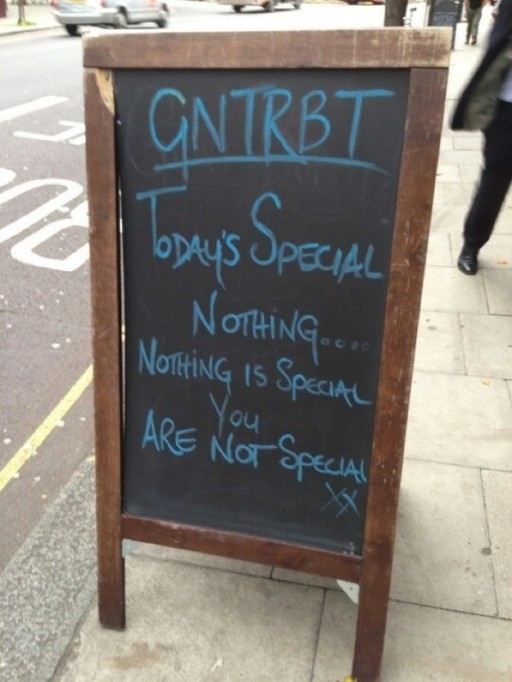 GNTRBT
TODAY'S SPECIAL
NOTHING....
NOTHING IS SPECIAL
YOU
ARE NOT SPECIAL
XX